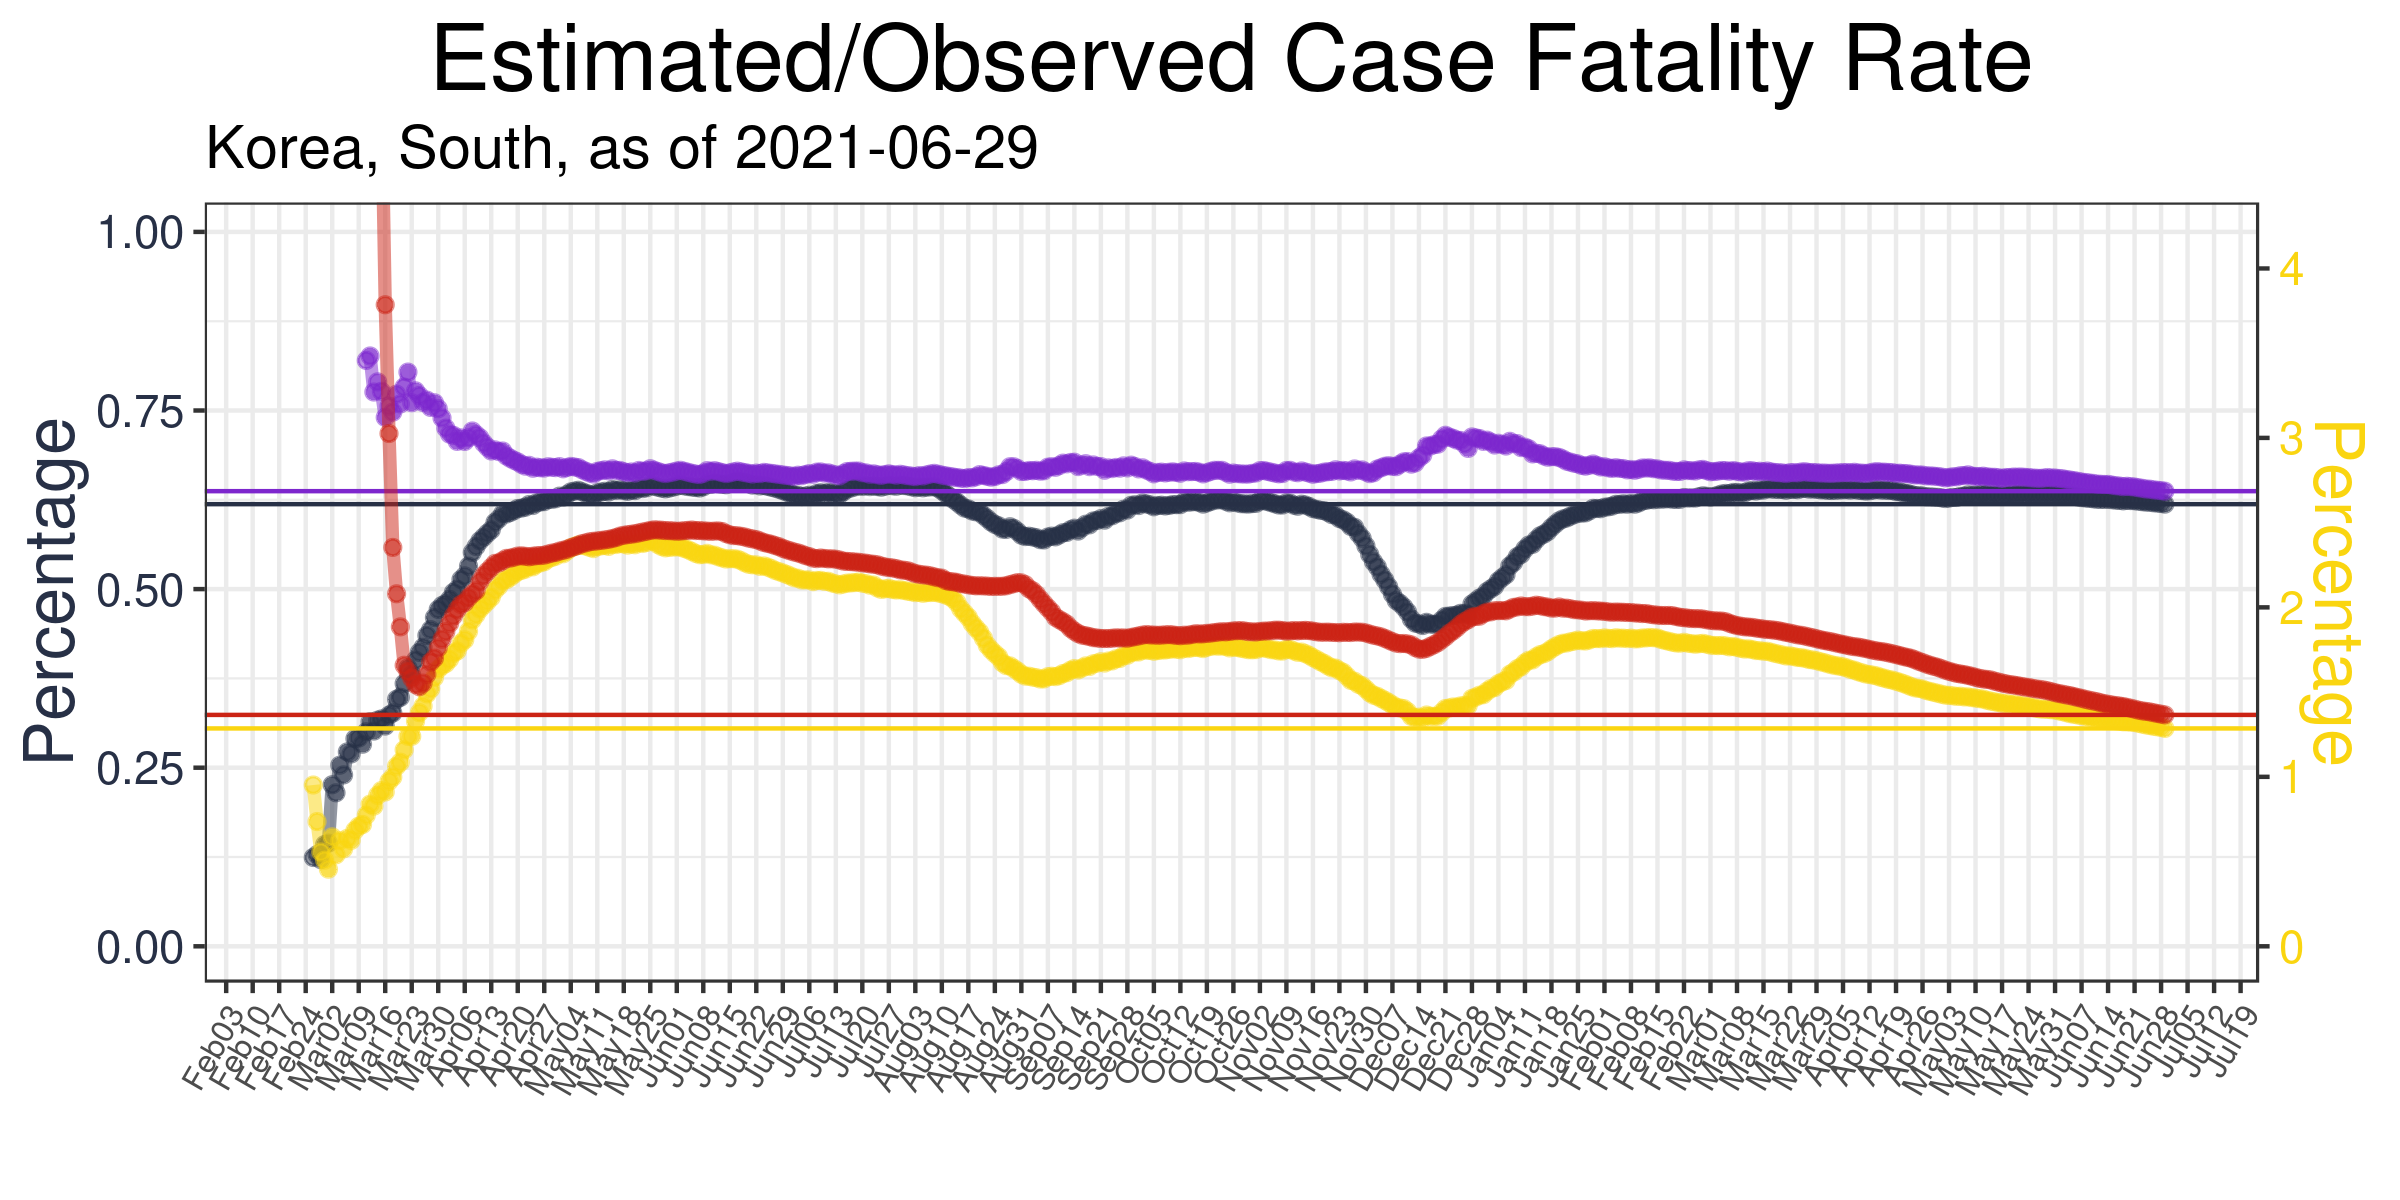 Estimated/Observed Case Fatality Rate
Korea, South, as of 2021-06-29
Percentage
1.00
0.75
0.50
0.25
0.00
4
3
2
1
0
Percentage
Feb03
Feb10
Feb17
Feb24
Mar02
Mar09
Mar16
Mar23
Mar30
Apr06
Apr13
Apr20
Apr27
May04
May11
May18
May25
Jun01
Jun08
Jun15
Jun22
Jun29
Jul06
Jul13
Jul20
Jul27
Aug03
Aug10
Aug17
Aug24
Aug31
Sep07
Sep14
Sep21
Sep28
Oct05
Oct12
Oct19
Oct26
Nov02
Nov09
Nov16
Nov23
Nov30
Dec07
Dec14
Dec21
Dec28
Jan04
Jan11
Jan18
Jan25
Feb01
Feb08
Feb15
Feb22
Mar01
Mar08
Mar15
Mar22
Mar29
Apr05
Apr12
Apr19
Apr26
May03
May10
May17
May24
May31
Jun07
Jun14
Jun21
Jun28
Jul05
Jul12
Jul19